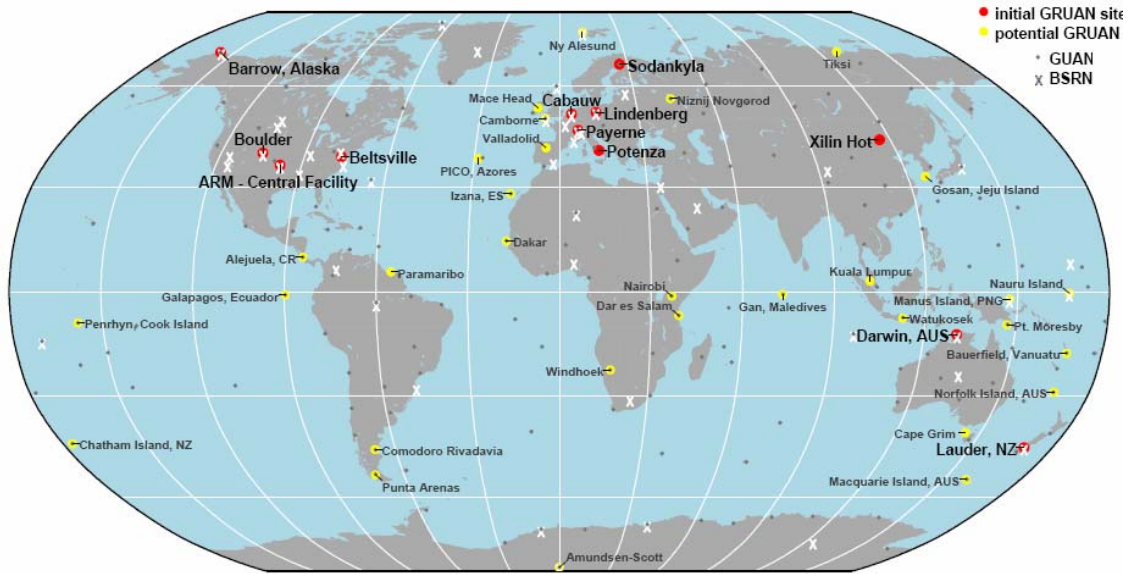 initial GRUAN site
potential GRUAN
GUAN
BSRN
Ny Alesund
Tiksi
Barrow, Alaska
Sodankyla
Mace Head
Cabauw
Niznij Novgorod
Camborne
Lindenberg
Boulder
Valladolid
Payerne
Xilin Hot
Beltsville
Potenza
ARM - Central Facility
PICO, Azores
Gosan, Jeju Island
Izana, ES
Dakar
Alejuela, CR
Paramaribo
Kuala Lumpur
Nairobi
Nauru Island
Galapagos, Ecuador
Dar es Salam
Gan, Maledives
Manus Island, PNG
Penrhyn, Cook Island
Watukosek
Pt. Moresby
Darwin, AUS
Bauerfield, Vanuatu
Windhoek
Norfolk Island, AUS
Cape Grim
Chatham Island, NZ
Comodoro Rivadavia
Lauder, NZ
Punta Arenas
Macquarie Island, AUS
Amundsen-Scott